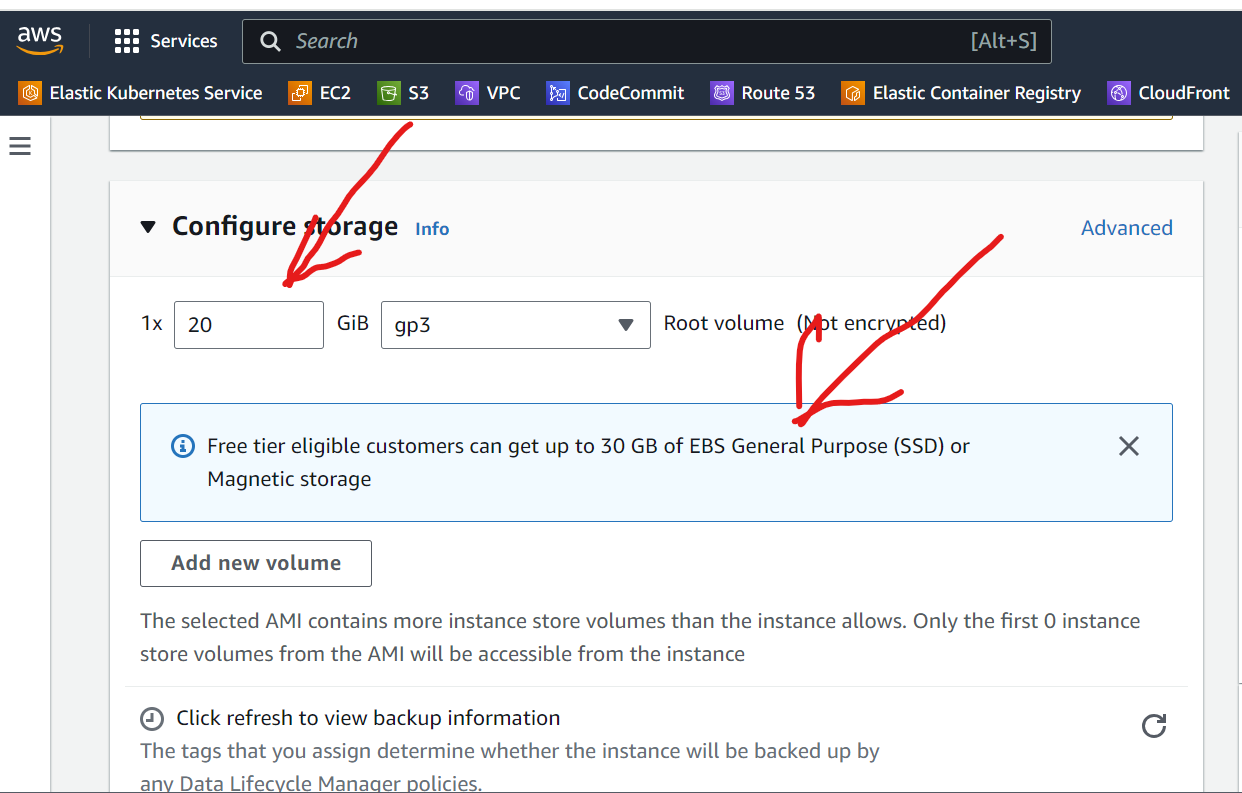 aws Services Search [Alt+S]
Elastic Kubernetes Service EC2 S3 VPC CodeCommit Route 53 Elastic Container Registry CloudFront
Configure storage Info Advanced
1x 20 GiB gp3 Root volume (Not encrypted)
Free tier eligible customers can get up to 30 GB of EBS General Purpose (SSD) or
Magnetic storage
Add new volume
The selected AMI contains more instance store volumes than the instance allows. Only the first 0 instance
store volumes from the AMI will be accessible from the instance
Click refresh to view backup information
The tags that you assign determine whether the instance will be backed up by
any Data Lifecycle Manager policies.